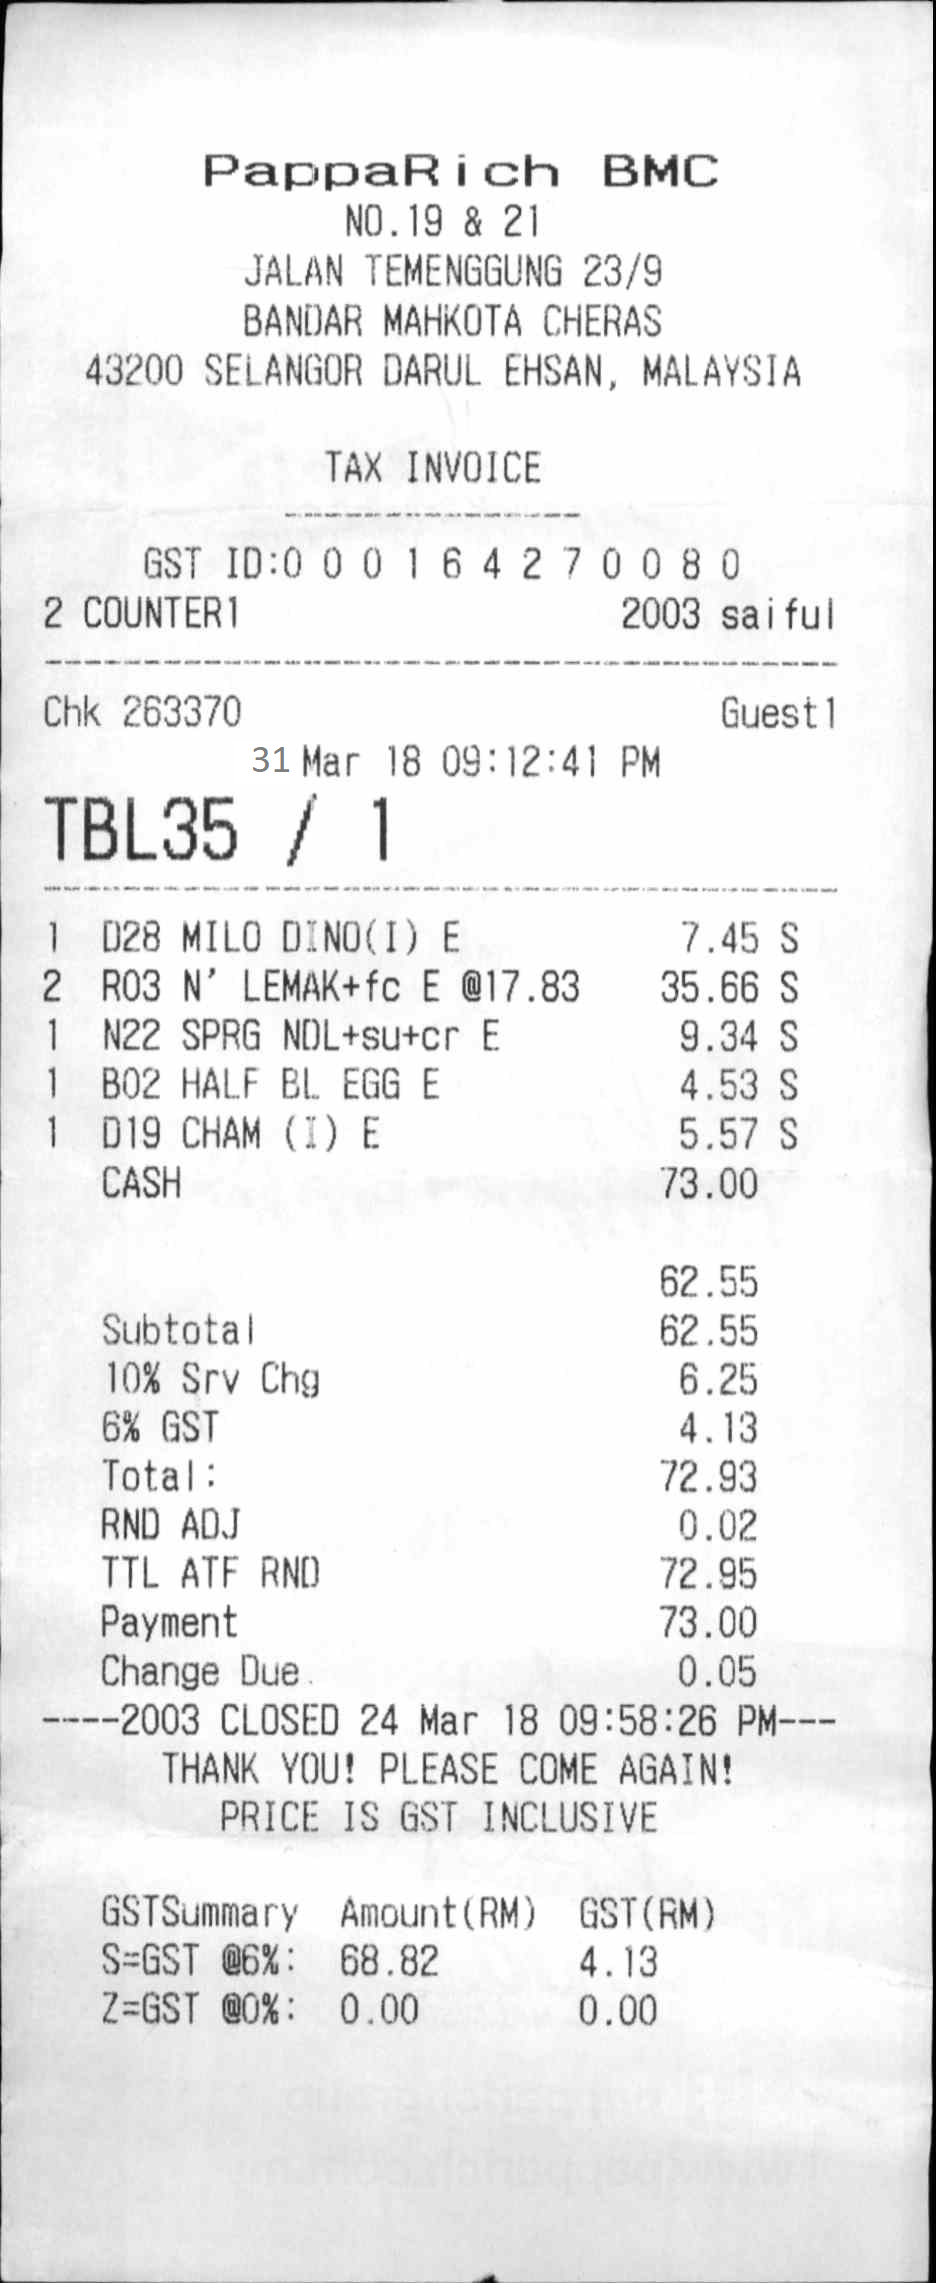 PappaRich BMC
NO.19 & 21
JALAN TEMENGGUNG 23/9
BANDAR MAHKOTA CHERAS
43200 SELANGOR DARUL EHSAN, MALAYSIA
TAX INVOICE
--------------------
GST ID:0 0 0 1 6 4 2 7 0 0 8 0
2 COUNTER1 2003 saiful
----------------------------------------
Chk 263370 Guest1
31 Mar 18 09:12:41 PM
TBL35 / 1
----------------------------------------
1 D28 MILO DINO(I) E 7.45 S
2 R03 N' LEMAK+fc E @17.83 35.66 S
1 N22 SPRG NDL+su+cr E 9.34 S
1 B02 HALF BL EGG E 4.53 S
1 D19 CHAM (I) E 5.57 S
CASH 73.00
62.55
Subtotal 62.55
10% Srv Chg 6.25
6% GST 4.13
Total: 72.93
RND ADJ 0.02
TTL ATF RND 72.95
Payment 73.00
Change Due 0.05
----2003 CLOSED 24 Mar 18 09:58:26 PM---
THANK YOU! PLEASE COME AGAIN!
PRICE IS GST INCLUSIVE
GSTSummary Amount(RM) GST(RM)
S=GST @6%: 68.82 4.13
Z=GST @0%: 0.00 0.00